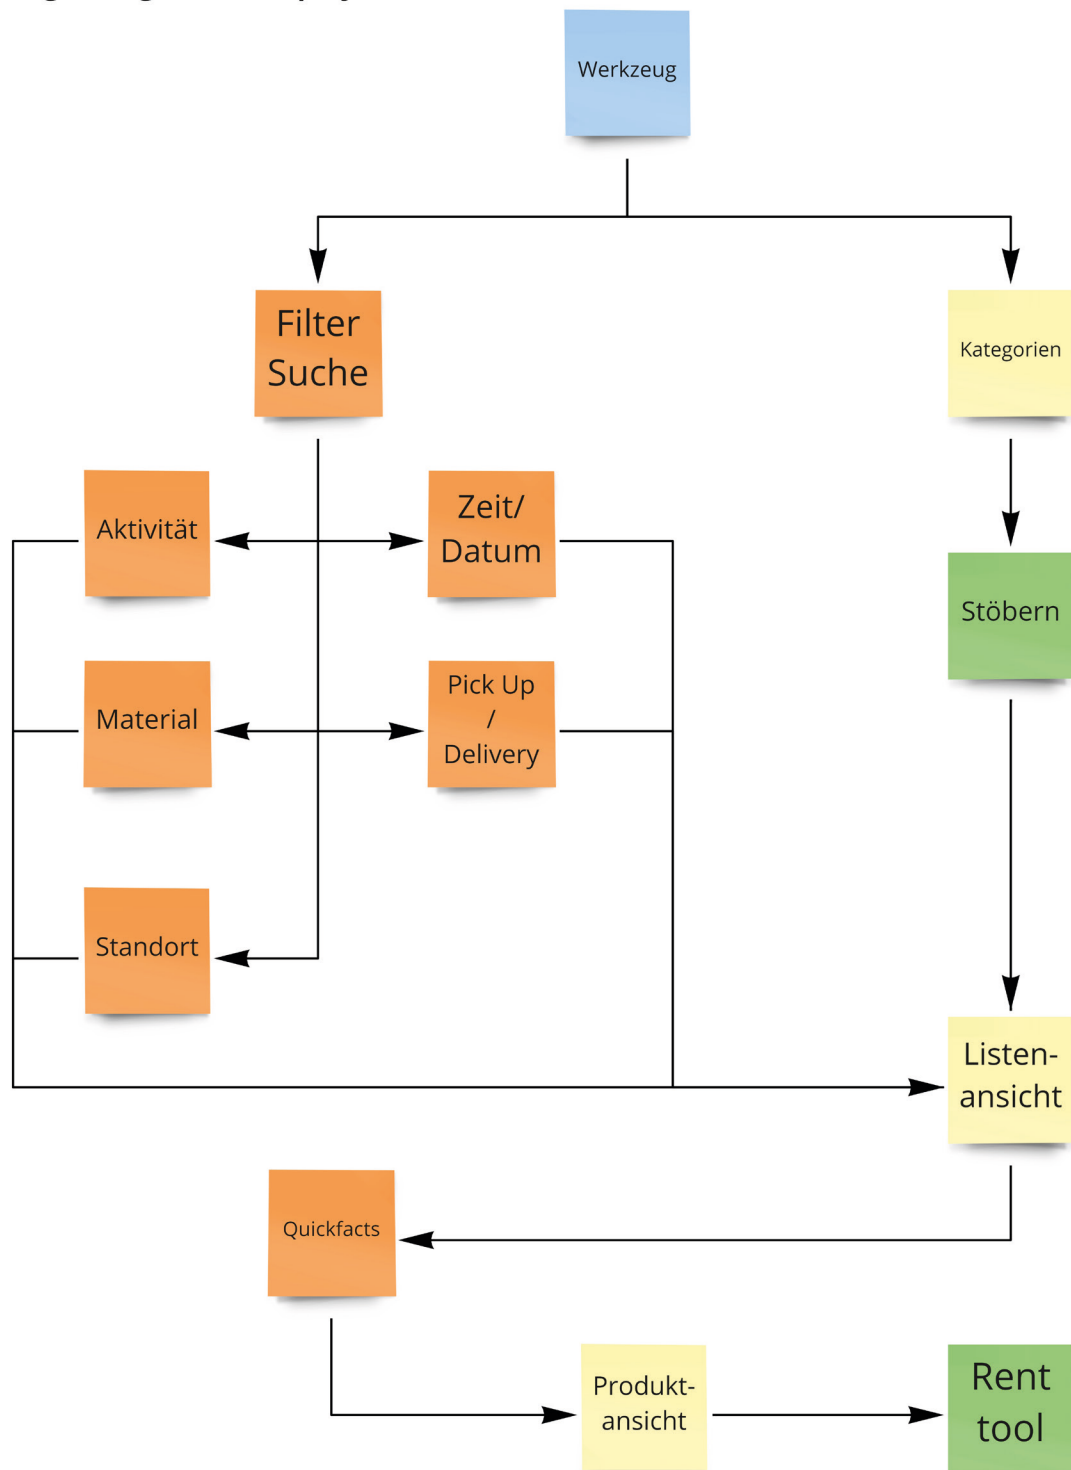 Werkzeug
Filter
Suche
Kategorien
Aktivität
Zeit/
Datum
Stöbern
Material
Pick Up
/
Delivery
Standort
Listen-
ansicht
Quickfacts
Produkt-
ansicht
Rent
tool